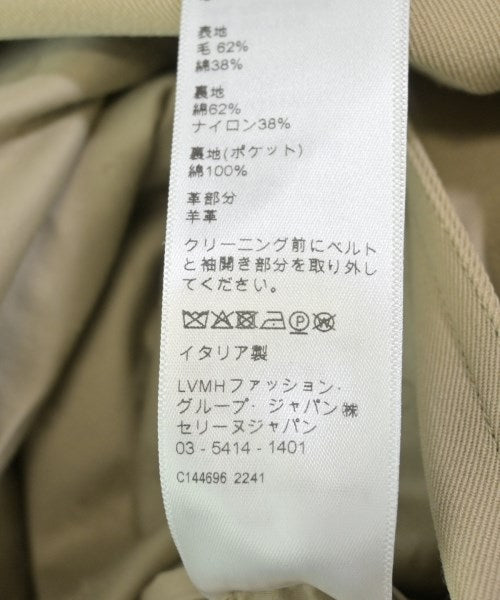 表地
毛 62%
綿38%
裏地
綿62%
ナイロン38%
裏地(ポケット)
綿100%
革部分
羊革
クリーニング前にベルト
と袖開き部分を取り外し
てください。
イタリア製
LVMHファッション・
グループ・ジャパン㈱
セリーヌジャパン
03 - 5414 - 1401
C144696 2241